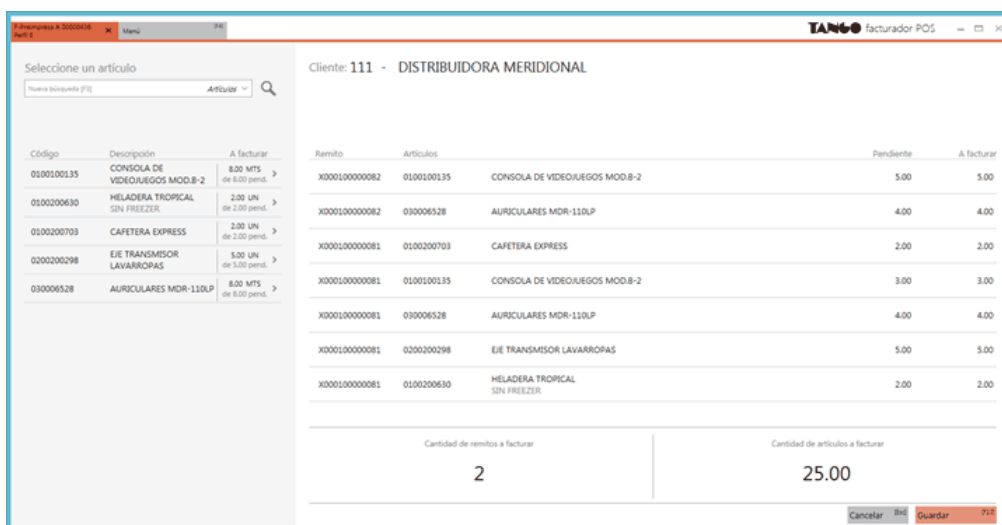 F-Preimpresa A 00009436
Perfil 8
Menú
TANGO facturador POS
Seleccione un artículo
Nueva búsqueda [F3] Artículos
Cliente: 111 - DISTRIBUIDORA MERIDIONAL
Código Descripción A facturar
0100100135 CONSOLA DE VIDEOJUEGOS MOD.8-2 8.00 MTS de 8.00 pend.
0100200630 HELADERA TROPICAL SIN FREEZER 2.00 UN de 2.00 pend.
0100200703 CAFETERA EXPRESS 2.00 UN de 2.00 pend.
0200200298 EJE TRANSMISOR LAVARROPAS 5.00 UN de 5.00 pend.
030006528 AURICULARES MDR-110LP 8.00 MTS de 8.00 pend.
Remito Artículos Pendiente A facturar
X000100000082 0100100135 CONSOLA DE VIDEOJUEGOS MOD.8-2 5.00 5.00
X000100000082 030006528 AURICULARES MDR-110LP 4.00 4.00
X000100000081 0100200703 CAFETERA EXPRESS 2.00 2.00
X000100000081 0100100135 CONSOLA DE VIDEOJUEGOS MOD.8-2 3.00 3.00
X000100000081 030006528 AURICULARES MDR-110LP 4.00 4.00
X000100000081 0200200298 EJE TRANSMISOR LAVARROPAS 5.00 5.00
X000100000081 0100200630 HELADERA TROPICAL 2.00 2.00
SIN FREEZER
Cantidad de remitos a facturar Cantidad de artículos a facturar
2 25.00
Cancelar Esc Guardar F10